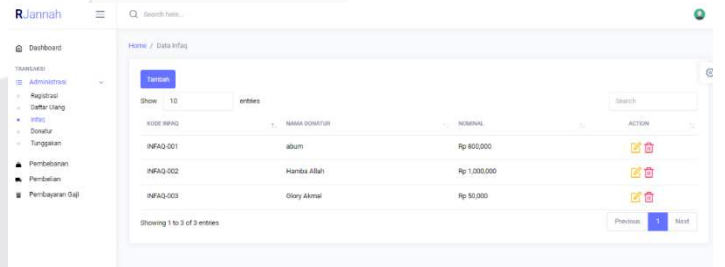 RJannah
Search here...
Dashboard
TRANSAKSI
Administrasi
Registrasi
Daftar Ulang
Infaq
Donatur
Tunggakan
Pembebanan
Pembelian
Pembayaran Gaji
Home / Data Infaq
Tambah
Show 10 entries
Search
KODE INFAQ NAMA DONATUR NOMINAL ACTION
INFAQ-001 abum Rp 800,000
INFAQ-002 Hamba Allah Rp 1,000,000
INFAQ-003 Glory Akmal Rp 50,000
Showing 1 to 3 of 3 entries
Previous 1 Next